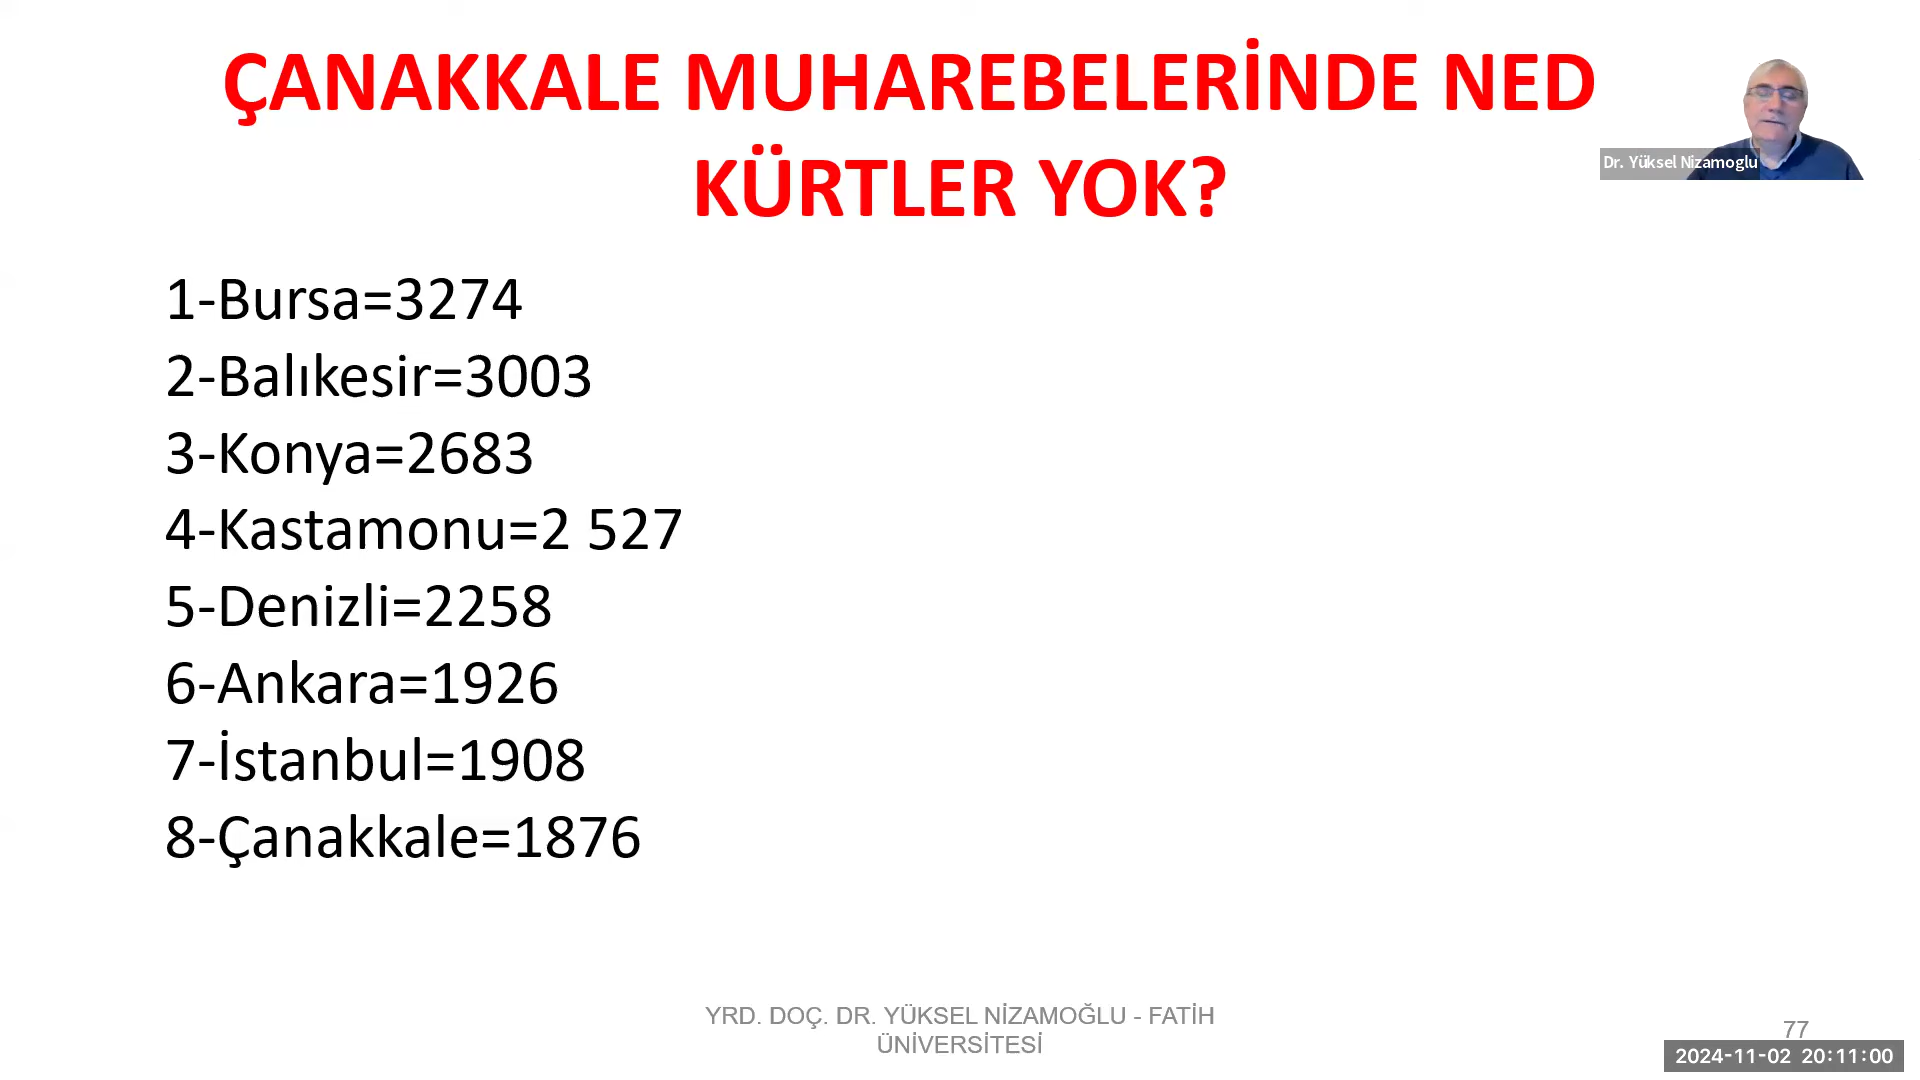 ÇANAKKALE MUHAREBELERİNDE NED
KÜRTLER YOK?
Dr. Yüksel Nizamoglu
1-Bursa=3274
2-Balıkesir=3003
3-Konya=2683
4-Kastamonu=2 527
5-Denizli=2258
6-Ankara=1926
7-İstanbul=1908
8-Çanakkale=1876
YRD. DOÇ. DR. YÜKSEL NİZAMOĞLU - FATİH
ÜNİVERSİTESİ
77
2024-11-02 20:11:00